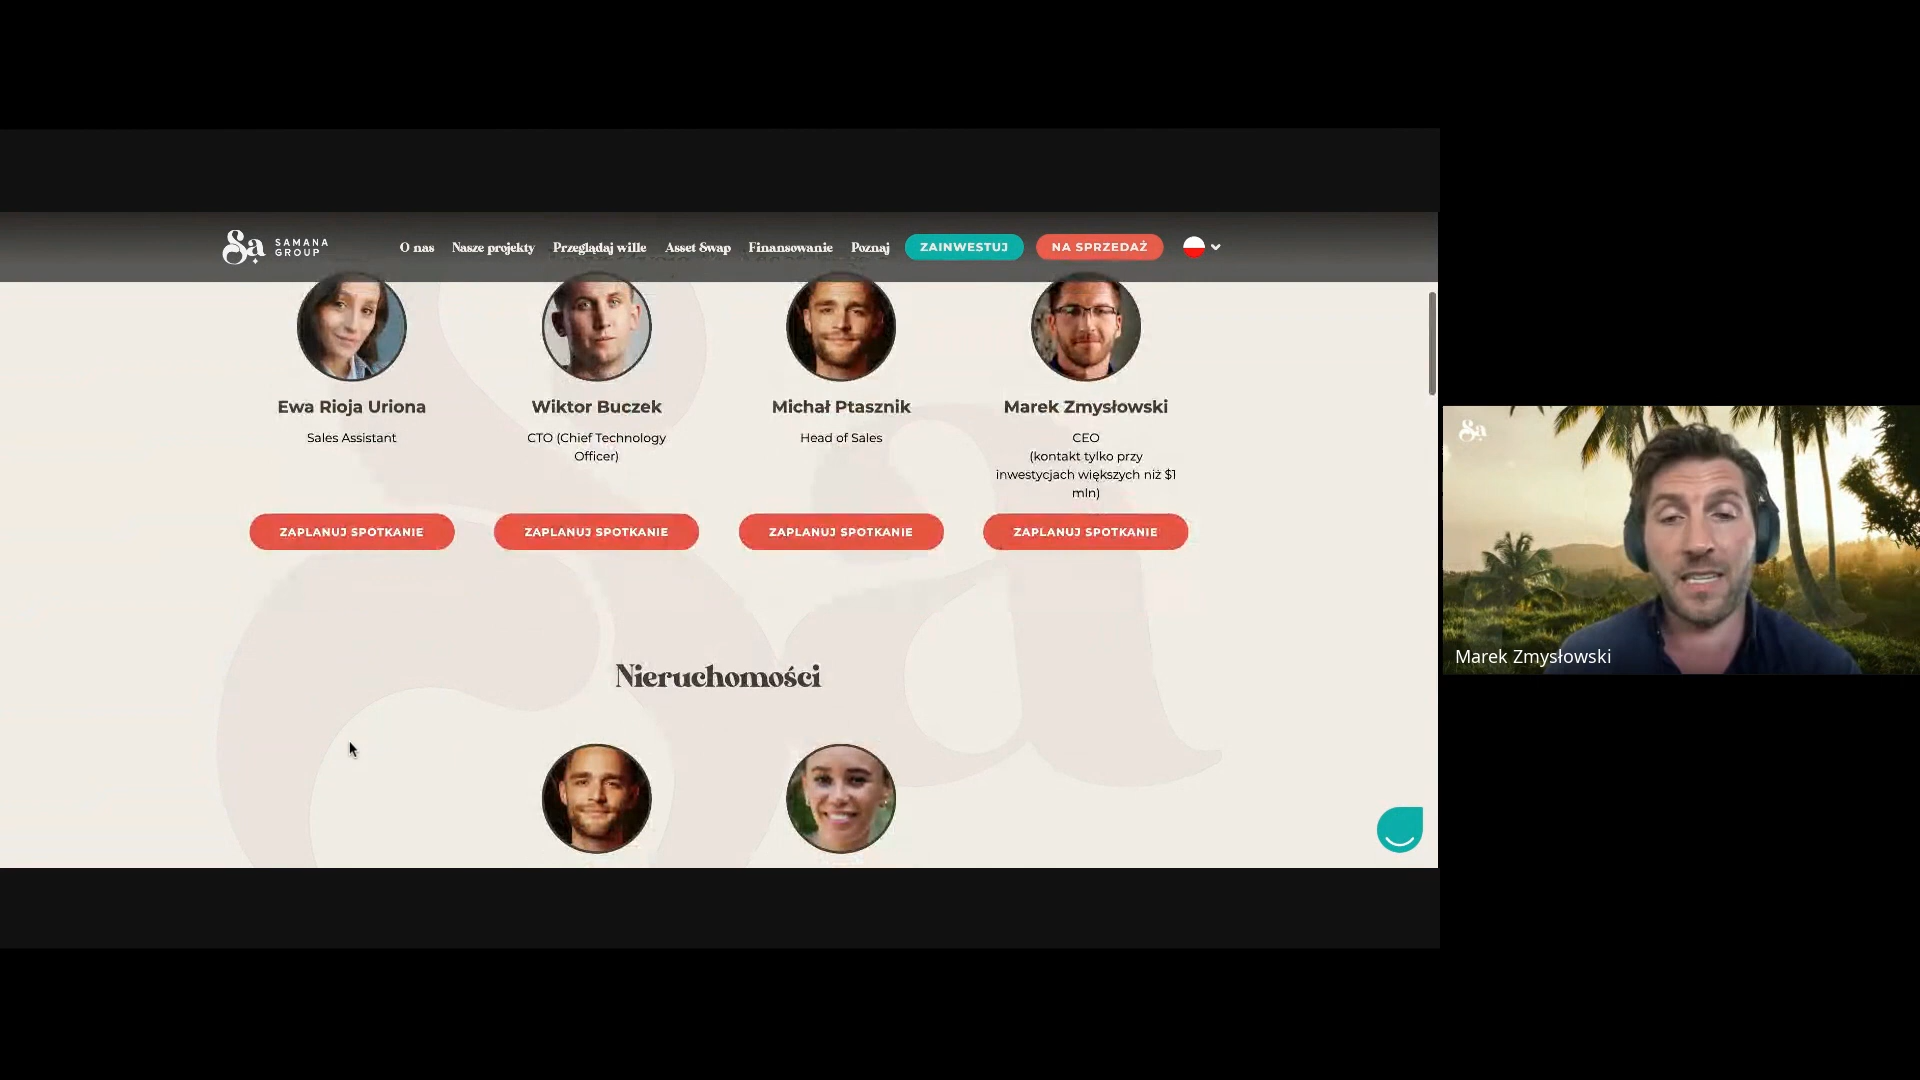 Sa SAMANA
GROUP
O nas Nasze projekty Przeglądaj wille Asset Swap Finansowanie Poznaj ZAINWESTUJ NA SPRZEDAŻ
Ewa Rioja Uriona
Sales Assistant
ZAPLANUJ SPOTKANIE
Wiktor Buczek
CTO (Chief Technology
Officer)
ZAPLANUJ SPOTKANIE
Michał Ptasznik
Head of Sales
ZAPLANUJ SPOTKANIE
Marek Zmysłowski
CEO
(kontakt tylko przy
inwestycjach większych niż $1
mln)
ZAPLANUJ SPOTKANIE
Nieruchomości
Sa
Marek Zmysłowski